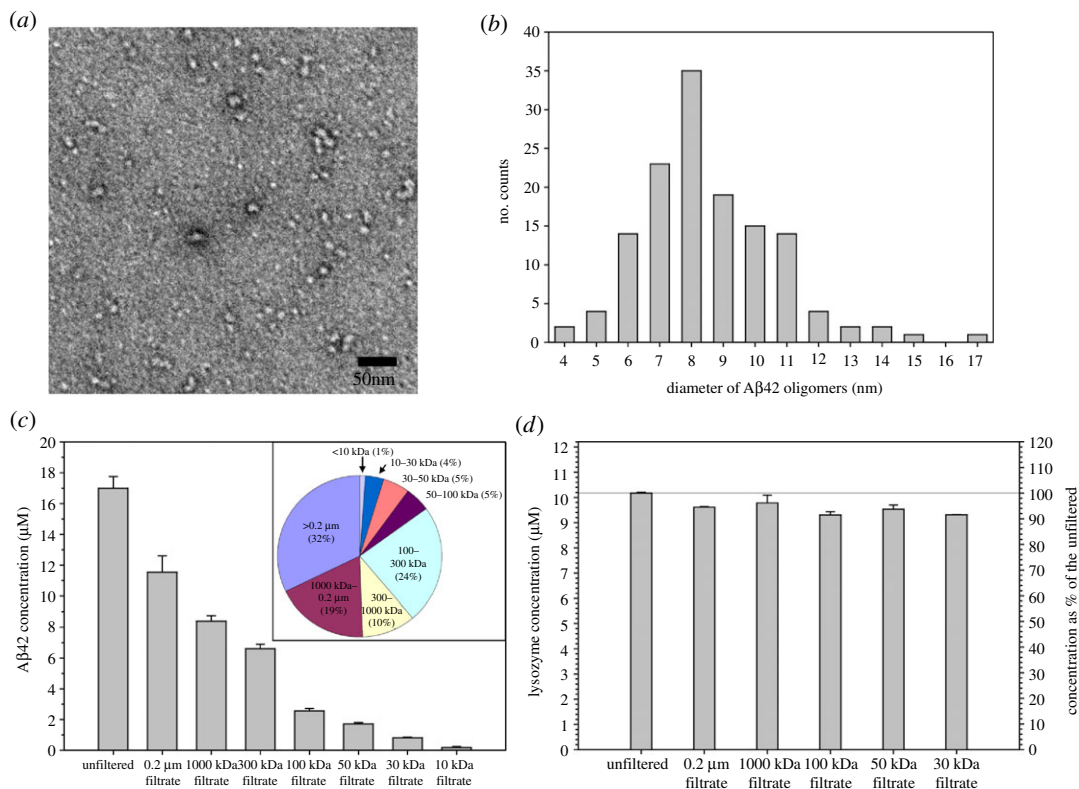 (a)
50nm
(b)
no. counts
40
35
30
25
20
15
10
5
0
4 5 6 7 8 9 10 11 12 13 14 15 16 17
diameter of Aβ42 oligomers (nm)
(c)
Aβ42 concentration (μM)
20
18
16
14
12
10
8
6
4
2
0
unfiltered 0.2 μm 1000 kDa 300 kDa 100 kDa 50 kDa 30 kDa 10 kDa
filtrate filtrate filtrate filtrate filtrate filtrate filtrate
<10 kDa (1%)
10–30 kDa (4%)
30–50 kDa (5%)
50–100 kDa (5%)
100–
300 kDa
(24%)
300–
1000 kDa
(10%)
1000 kDa–
0.2 μm
(19%)
>0.2 μm
(32%)
(d)
lysozyme concentration (μM)
12
11
10
9
8
7
6
5
4
3
2
1
0
unfiltered 0.2 μm 1000 kDa 100 kDa 50 kDa 30 kDa
filtrate filtrate filtrate filtrate filtrate
120
110
100
90
80
70
60
50
40
30
20
10
0
concentration as % of the unfiltered